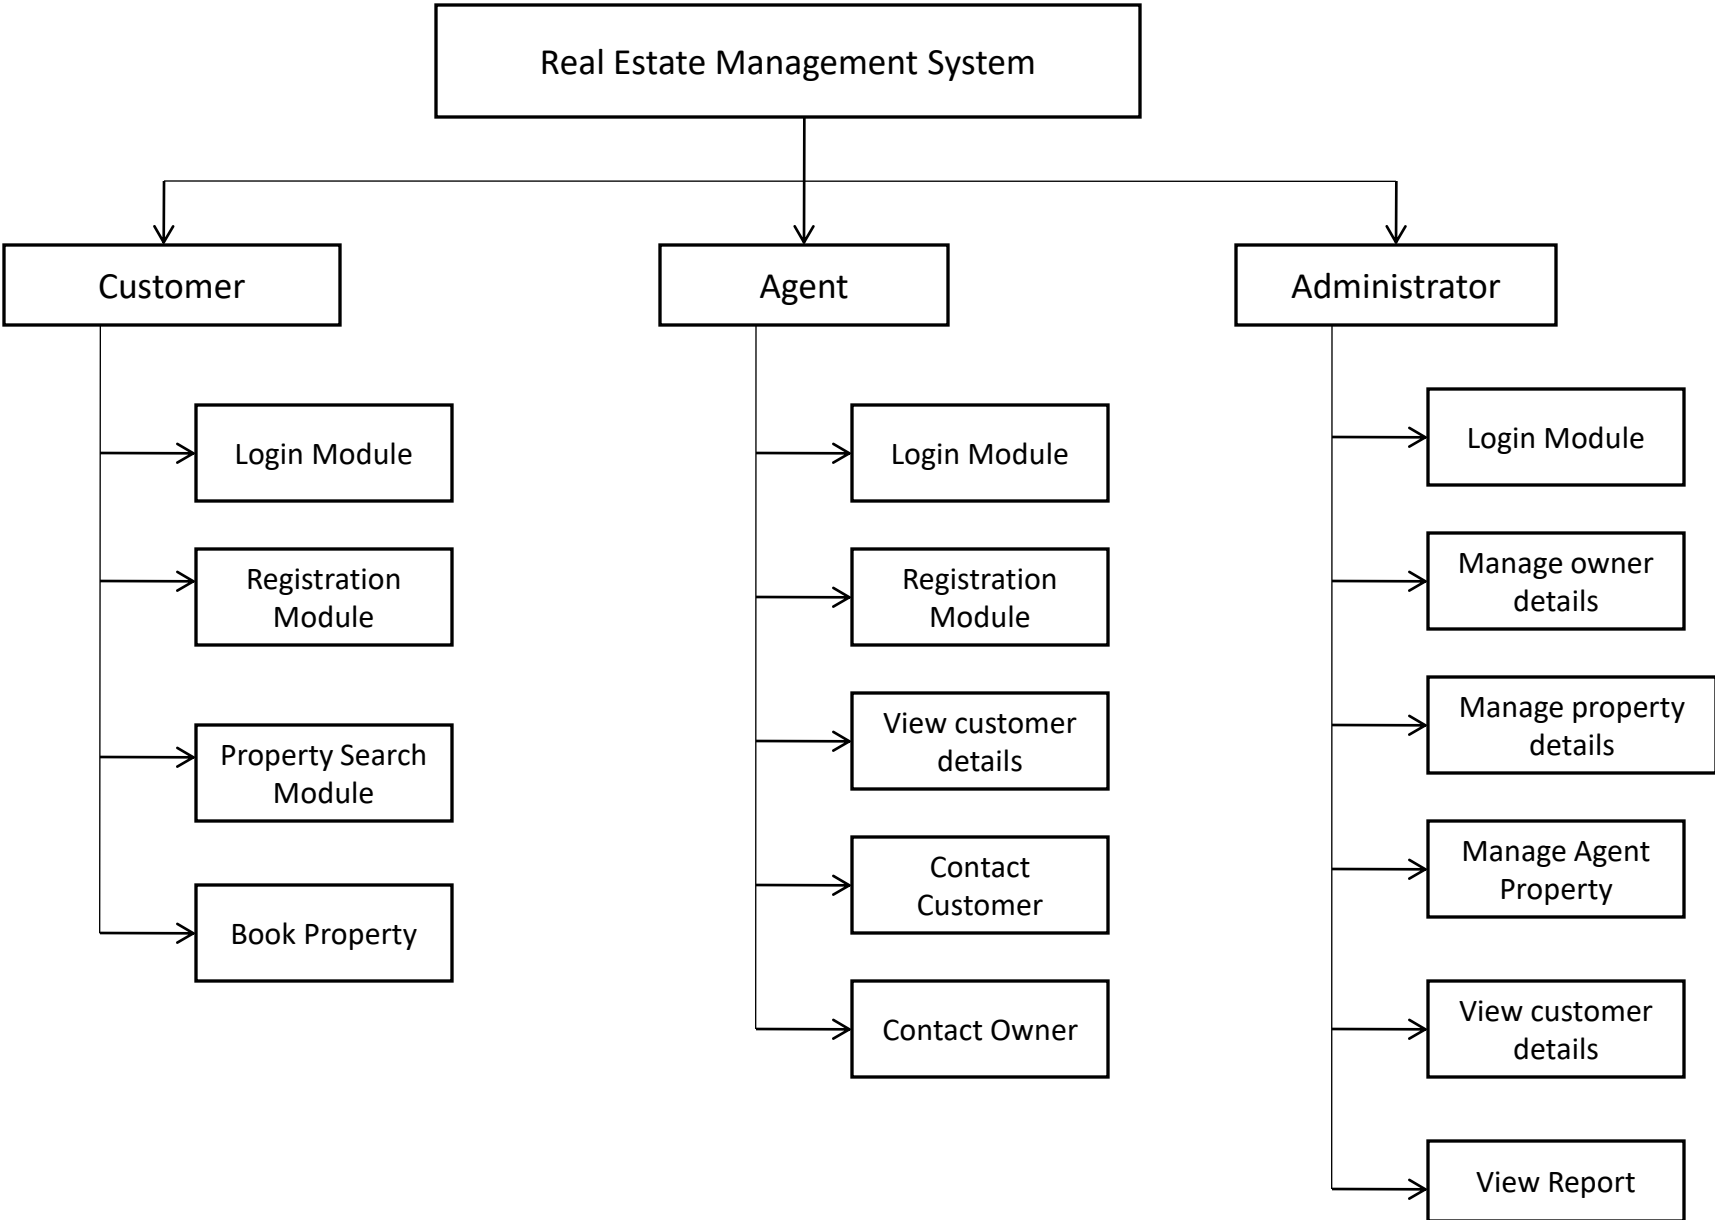 Real Estate Management System
Customer
Agent
Administrator
Login Module
Registration
Module
Property Search
Module
Book Property
Login Module
Registration
Module
View customer
details
Contact
Customer
Contact Owner
Login Module
Manage owner
details
Manage property
details
Manage Agent
Property
View customer
details
View Report